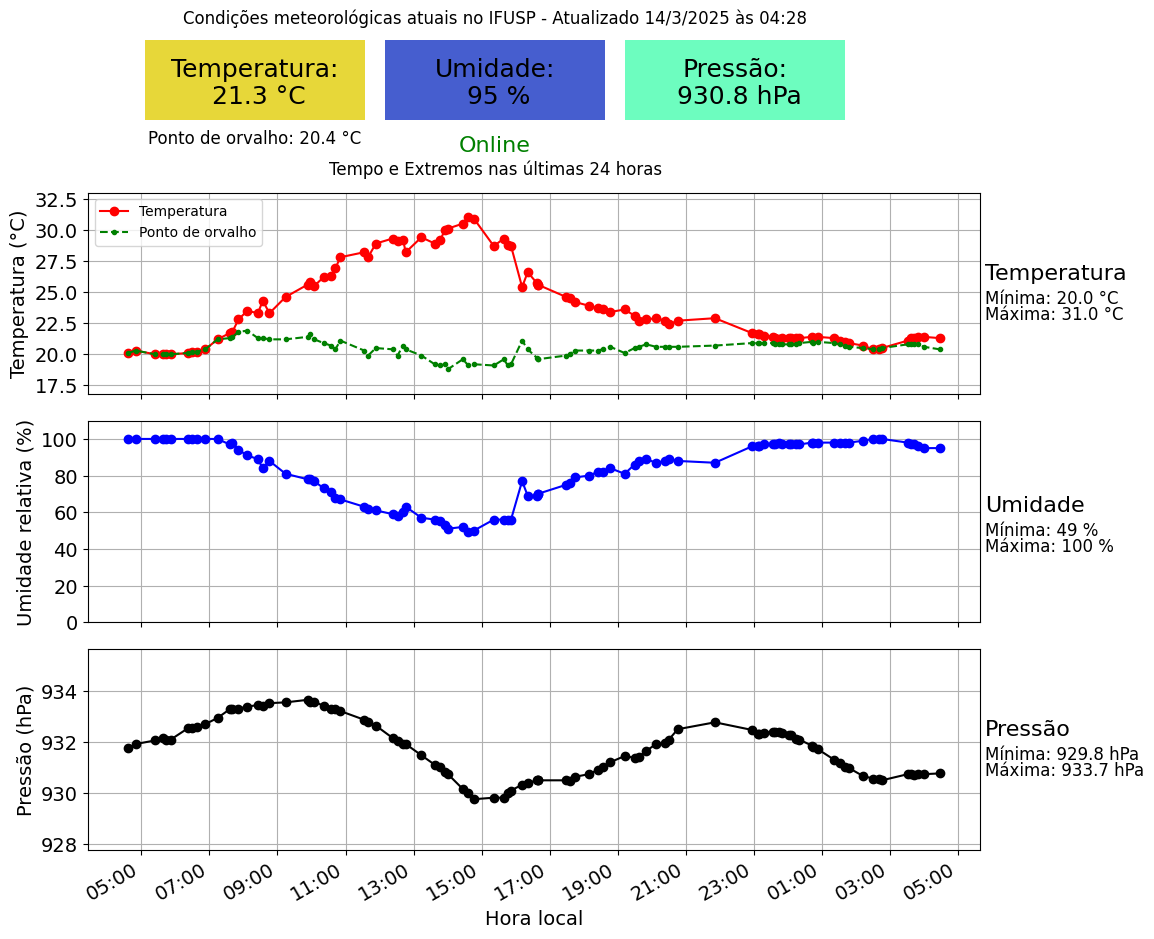 Condições meteorológicas atuais no IFUSP - Atualizado 14/3/2025 às 04:28
Temperatura:
21.3 °C
Umidade:
95 %
Pressão:
930.8 hPa
Ponto de orvalho: 20.4 °C
Online
Tempo e Extremos nas últimas 24 horas
Temperatura (°C)
32.5
30.0
27.5
25.0
22.5
20.0
17.5
Temperatura
Ponto de orvalho
Temperatura
Mínima: 20.0 °C
Máxima: 31.0 °C
Umidade relativa (%)
100
80
60
40
20
0
Umidade
Mínima: 49 %
Máxima: 100 %
Pressão (hPa)
934
932
930
928
Pressão
Mínima: 929.8 hPa
Máxima: 933.7 hPa
05:00
07:00
09:00
11:00
13:00
15:00
17:00
19:00
21:00
23:00
01:00
03:00
05:00
Hora local